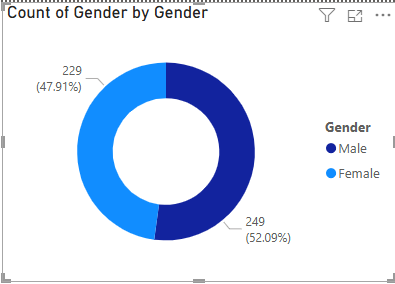 Count of Gender by Gender
229
(47.91%)
Gender
Male
Female
249
(52.09%)